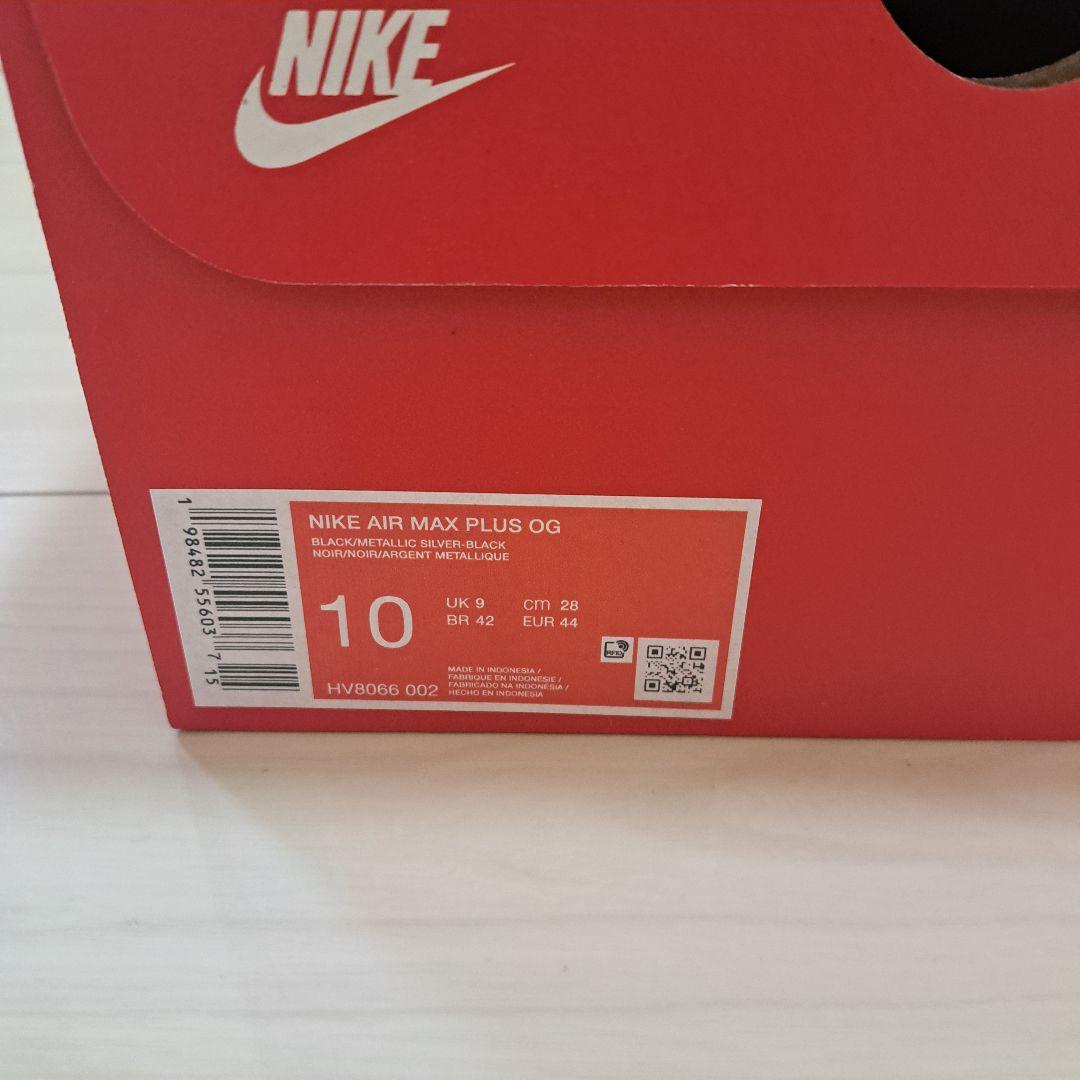 NIKE
NIKE AIR MAX PLUS OG
BLACK/METALLIC SILVER-BLACK
NOIR/NOIR/ARGENT METALLIQUE
10
UK 9 cm 28
BR 42 EUR 44
HV8066 002
MADE IN INDONESIA /
FABRIQUE EN INDONESIE /
FABRICADO NA INDONÉSIA /
HECHO EN INDONESIA
RFID
1 98482 55603 7 15